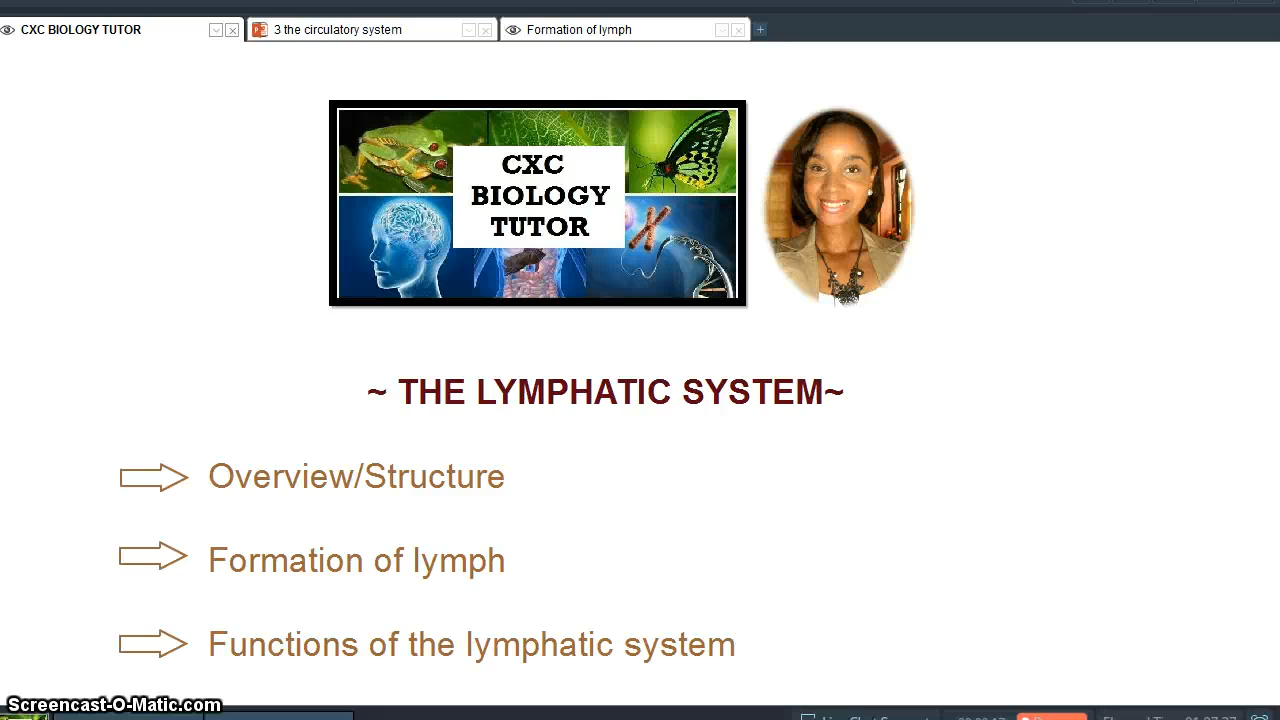 CXC BIOLOGY TUTOR
3 the circulatory system
Formation of lymph
CXC
BIOLOGY
TUTOR
~ THE LYMPHATIC SYSTEM~
Overview/Structure
Formation of lymph
Functions of the lymphatic system
Screencast-O-Matic.com